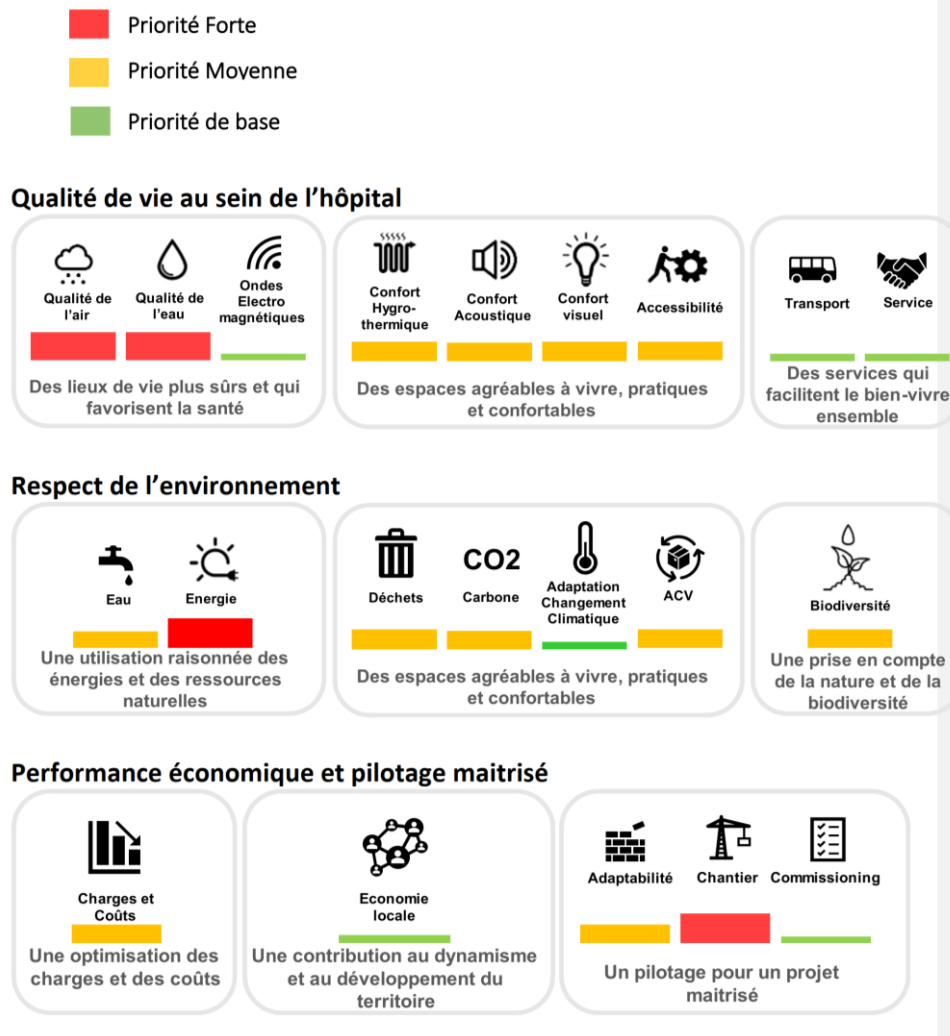 Priorité Forte
Priorité Moyenne
Priorité de base
Qualité de vie au sein de l'hôpital
Qualité de
l'air
Qualité de
l'eau
Ondes
Electro
magnétiques
Des lieux de vie plus sûrs et qui
favorisent la santé
Confort
Hygro-
thermique
Confort
Acoustique
Confort
visuel
Accessibilité
Des espaces agréables à vivre, pratiques
et confortables
Transport
Service
Des services qui
facilitent le bien-vivre
ensemble
Respect de l'environnement
Eau
Energie
Une utilisation raisonnée des
énergies et des ressources
naturelles
Déchets
CO2
Carbone
Adaptation
Changement
Climatique
ACV
Des espaces agréables à vivre, pratiques
et confortables
Biodiversité
Une prise en compte
de la nature et de la
biodiversité
Performance économique et pilotage maitrisé
Charges et
Coûts
Une optimisation des
charges et des coûts
Economie
locale
Une contribution au dynamisme
et au développement du
territoire
Adaptabilité
Chantier
Commissioning
Un pilotage pour un projet
maitrisé